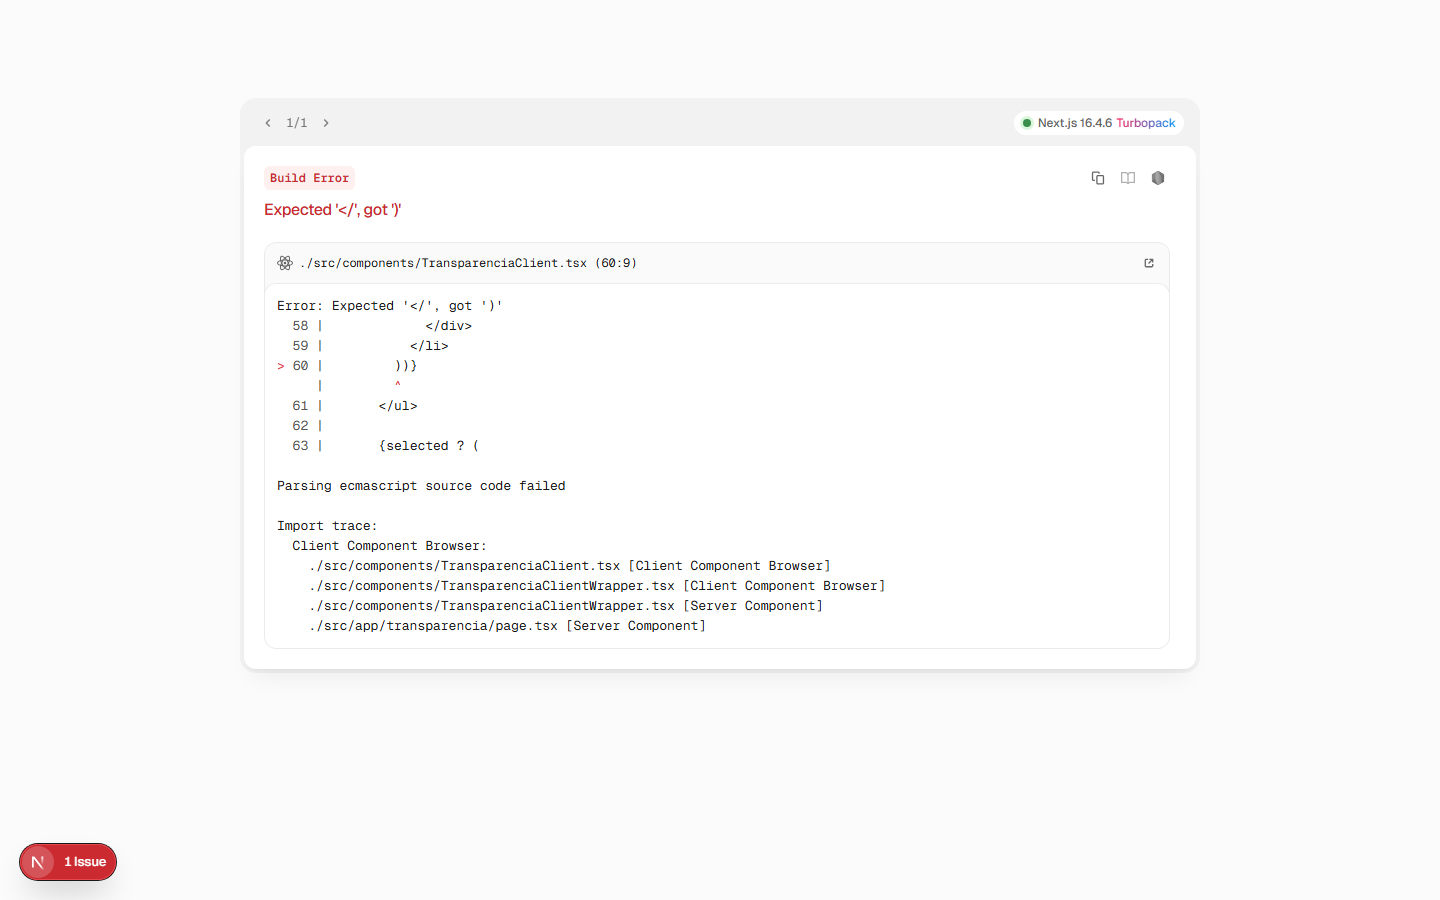 1/1
Next.js 16.4.6 Turbopack
Build Error
Expected '</', got ')'
./src/components/TransparenciaClient.tsx (60:9)
Error: Expected '</', got ')'
58 |             </div>
59 |           </li>
> 60 |         ))}
|         ^
61 |       </ul>
62 |
63 |       {selected ? (
Parsing ecmascript source code failed
Import trace:
Client Component Browser:
./src/components/TransparenciaClient.tsx [Client Component Browser]
./src/components/TransparenciaClientWrapper.tsx [Client Component Browser]
./src/components/TransparenciaClientWrapper.tsx [Server Component]
./src/app/transparencia/page.tsx [Server Component]
N 1 Issue